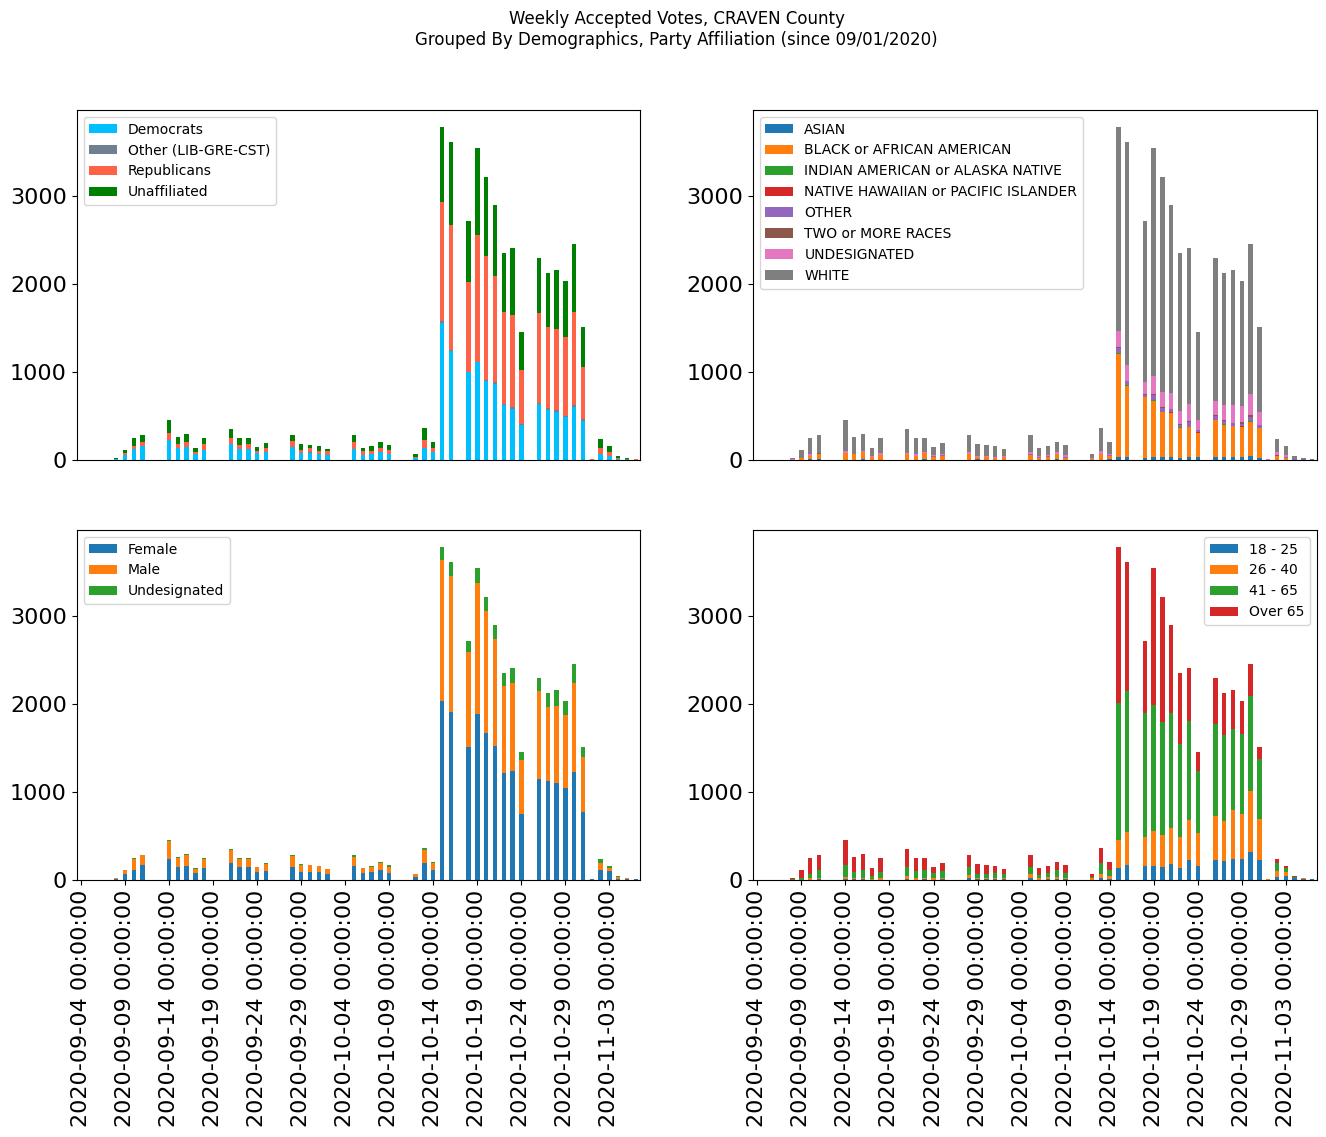 Weekly Accepted Votes, CRAVEN County
Grouped By Demographics, Party Affiliation (since 09/01/2020)
Democrats
Other (LIB-GRE-CST)
Republicans
Unaffiliated
3000
2000
1000
0
ASIAN
BLACK or AFRICAN AMERICAN
INDIAN AMERICAN or ALASKA NATIVE
NATIVE HAWAIIAN or PACIFIC ISLANDER
OTHER
TWO or MORE RACES
UNDESIGNATED
WHITE
3000
2000
1000
0
Female
Male
Undesignated
3000
2000
1000
0
2020-09-04 00:00:00
2020-09-09 00:00:00
2020-09-14 00:00:00
2020-09-19 00:00:00
2020-09-24 00:00:00
2020-09-29 00:00:00
2020-10-04 00:00:00
2020-10-09 00:00:00
2020-10-14 00:00:00
2020-10-19 00:00:00
2020-10-24 00:00:00
2020-10-29 00:00:00
2020-11-03 00:00:00
18 - 25
26 - 40
41 - 65
Over 65
3000
2000
1000
0
2020-09-04 00:00:00
2020-09-09 00:00:00
2020-09-14 00:00:00
2020-09-19 00:00:00
2020-09-24 00:00:00
2020-09-29 00:00:00
2020-10-04 00:00:00
2020-10-09 00:00:00
2020-10-14 00:00:00
2020-10-19 00:00:00
2020-10-24 00:00:00
2020-10-29 00:00:00
2020-11-03 00:00:00